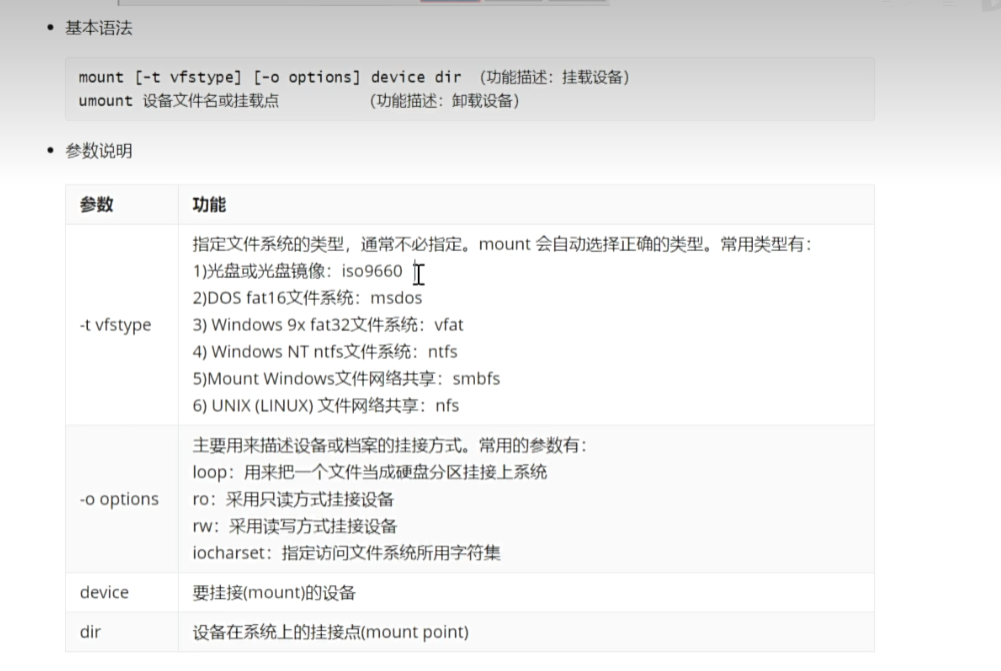 基本语法
mount [-t vfstype] [-o options] device dir （功能描述：挂载设备）
umount 设备文件名或挂载点 （功能描述：卸载设备）
参数说明
参数 功能
-t vfstype
指定文件系统的类型，通常不必指定。mount 会自动选择正确的类型。常用类型有：
1)光盘或光盘镜像：iso9660
2)DOS fat16文件系统：msdos
3) Windows 9x fat32文件系统：vfat
4) Windows NT ntfs文件系统：ntfs
5)Mount Windows文件网络共享：smbfs
6) UNIX (LINUX) 文件网络共享：nfs
-o options
主要用来描述设备或档案的挂接方式。常用的参数有：
loop：用来把一个文件当成硬盘分区挂接上系统
ro：采用只读方式挂接设备
rw：采用读写方式挂接设备
iocharset：指定访问文件系统所用字符集
device 要挂接(mount)的设备
dir 设备在系统上的挂接点(mount point)